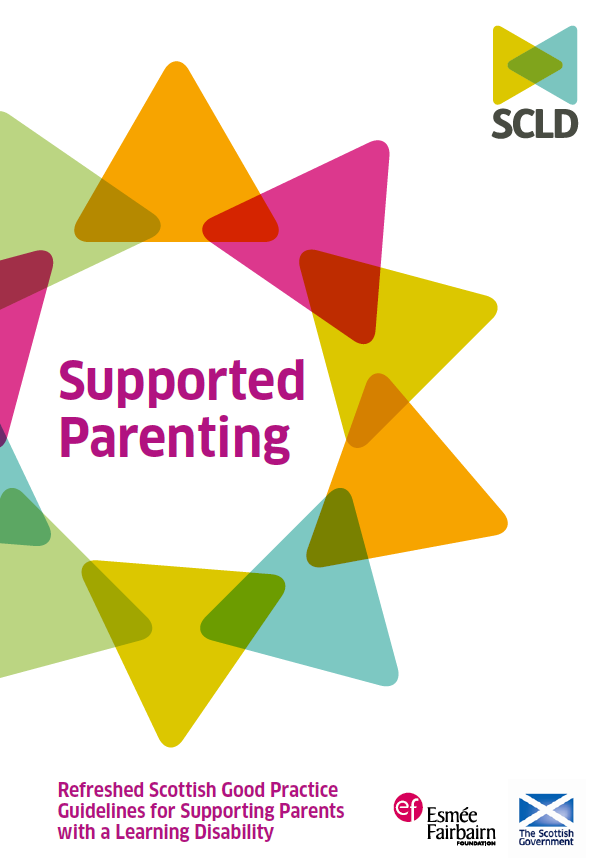 SCLD
Supported
Parenting
Refreshed Scottish Good Practice
Guidelines for Supporting Parents
with a Learning Disability
ef
Esmée
Fairbairn
FOUNDATION
The Scottish
Government